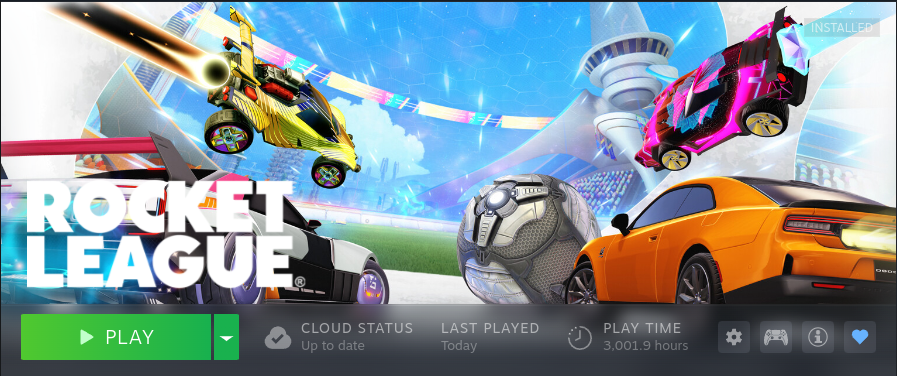 INSTALLED
ROCKET
LEAGUE®
PLAY
CLOUD STATUS
Up to date
LAST PLAYED
Today
PLAY TIME
3,001.9 hours